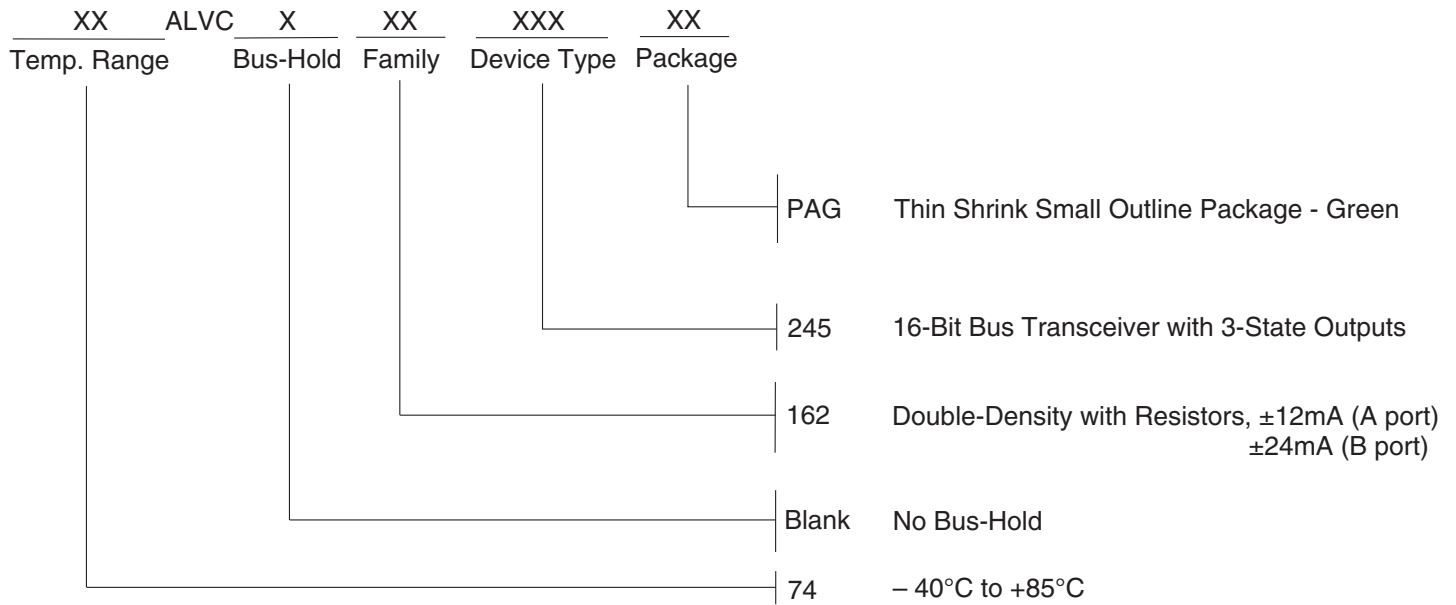 XX ALVC X XX XXX XX
Temp. Range Bus-Hold Family Device Type Package
PAG Thin Shrink Small Outline Package - Green
245 16-Bit Bus Transceiver with 3-State Outputs
162 Double-Density with Resistors, ±12mA (A port)
±24mA (B port)
Blank No Bus-Hold
74 – 40°C to +85°C